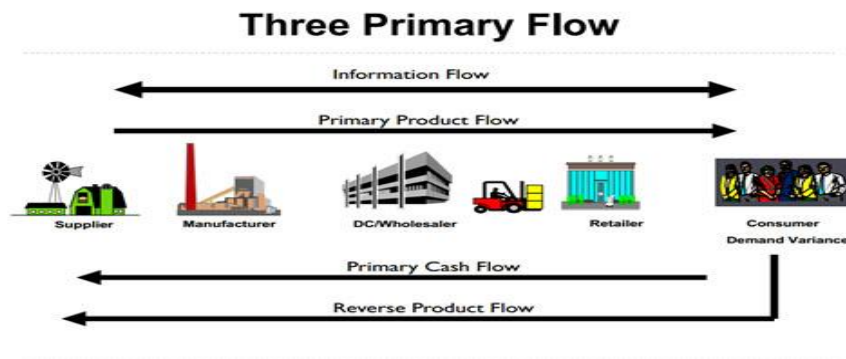 Three Primary Flow
Information Flow
Primary Product Flow
Supplier
Manufacturer
DC/Wholesaler
Retailer
Consumer
Demand Variance
Primary Cash Flow
Reverse Product Flow